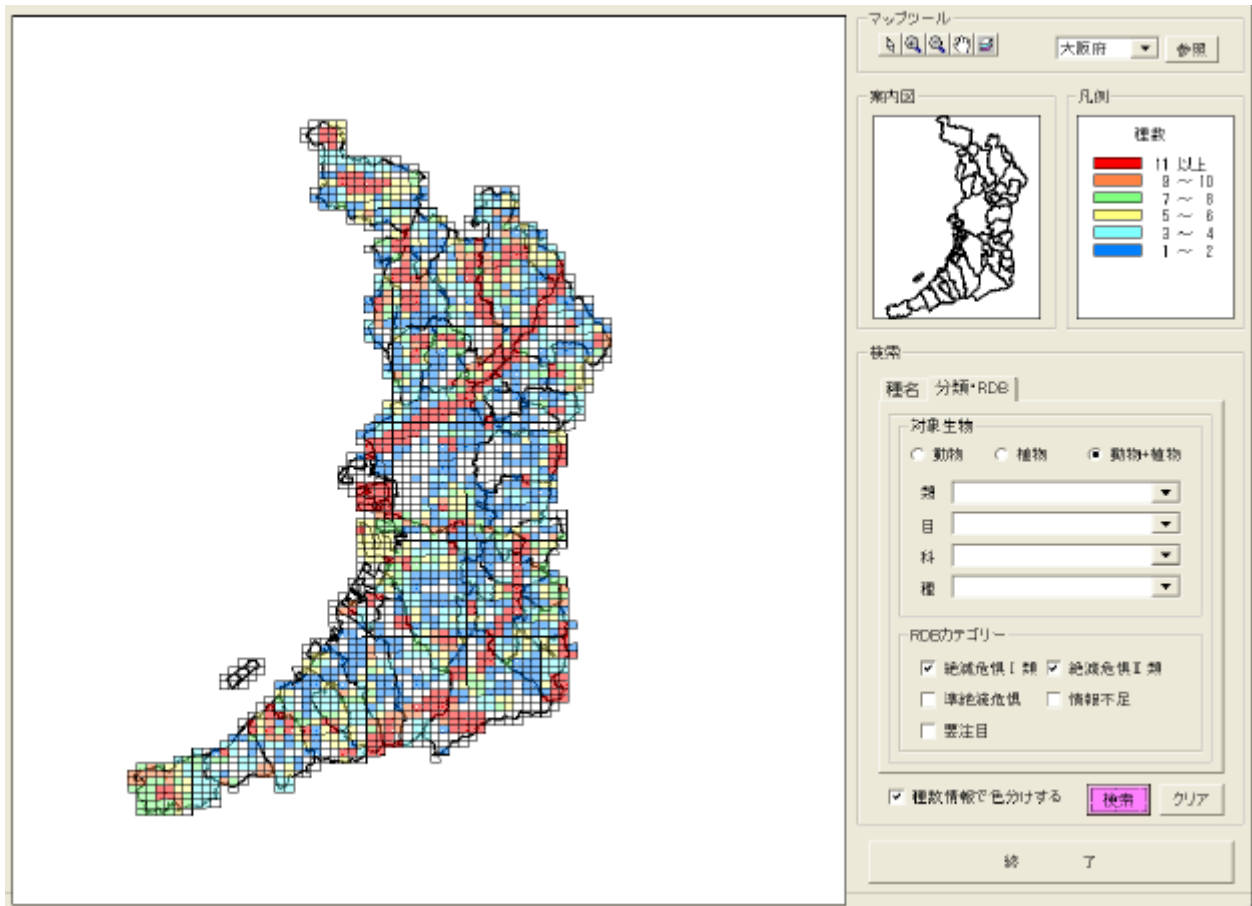 マップツール
大阪府 参照
案内図
凡例
種数
11 以上
9 ～ 10
7 ～ 8
5 ～ 6
3 ～ 4
1 ～ 2
検索
種名 分類・RDB
対象生物
動物 植物 動物+植物
類
目
科
種
RDBカテゴリー
絶滅危惧Ⅰ類 絶滅危惧Ⅱ類
準絶滅危惧 情報不足
要注目
種数情報で色分けする 検索 クリア
終 了